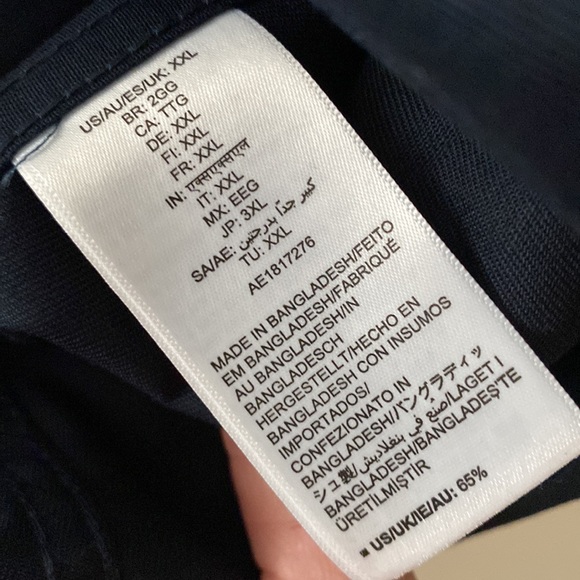 US/AU/ES/UK: XXL
BR: 2GG
CA: TTG
DE: XXL
FI: XXL
FR: XXL
IN: एक्सएक्सएल
IT: XXL
MX: EEG
JP: 3XL
SA/AE: كبير جداً بدرجتين
TU: XXL
AE1817276
MADE IN BANGLADESH/FEITO
EM BANGLADESH/FABRIQUÉ
AU BANGLADESH/IN
BANGLADESCH
HERGESTELLT/HECHO EN
BANGLADESH CON INSUMOS
IMPORTADOS/
CONFEZIONATO IN
BANGLADESH/バングラディッ
シュ製/صنع في بنغلاديش/LAGET I
BANGLADESH/BANGLADEŞ'TE
ÜRETİLMİŞTİR
US/UK/IE/AU: 65%